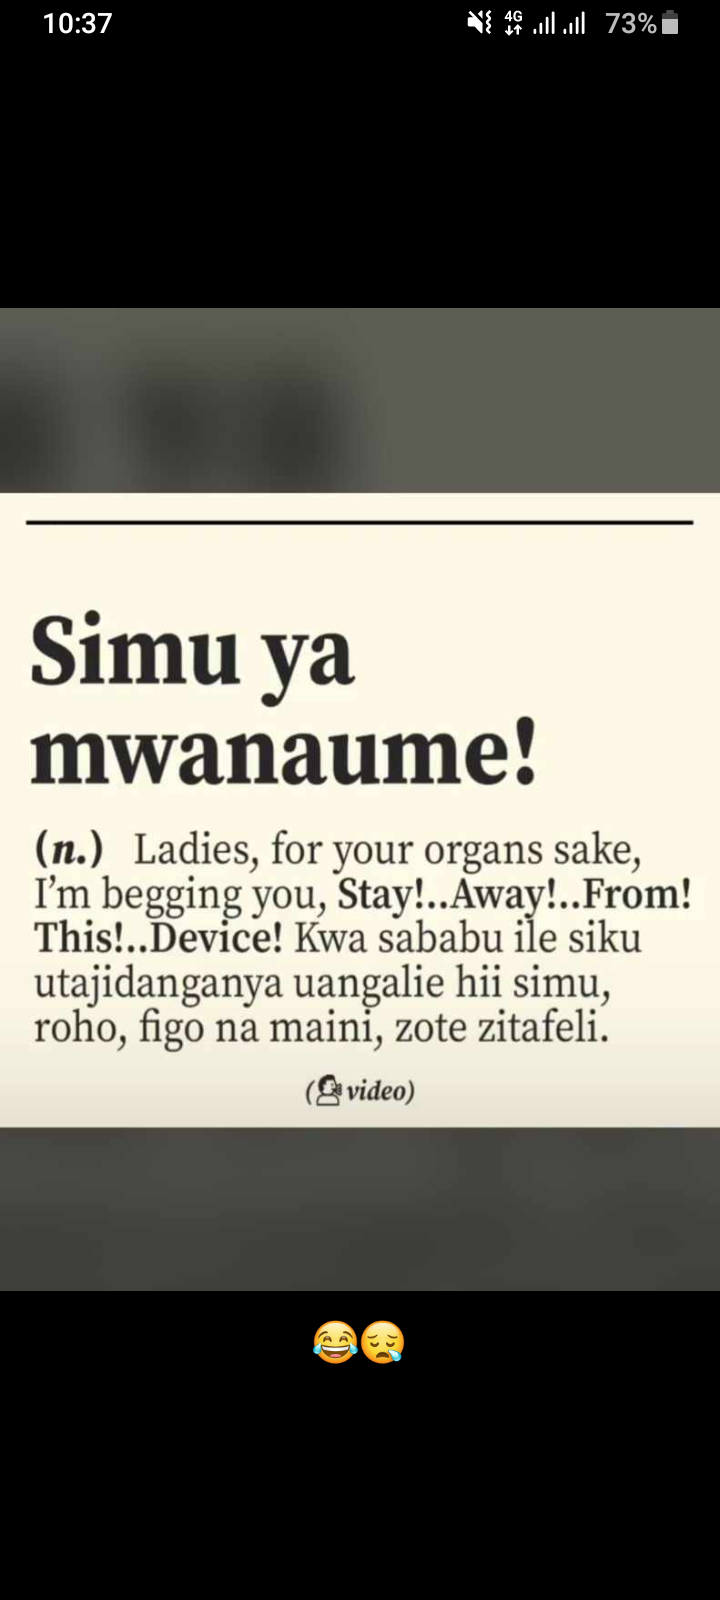 10:37
4G
73%
Simu ya
mwanaume!
(n.) Ladies, for your organs sake,
I'm begging you, Stay!..Away!..From!
This!..Device! Kwa sababu ile siku
utajidanganya uangalie hii simu,
roho, figo na maini, zote zitafeli.
(🗣video)
😂😪